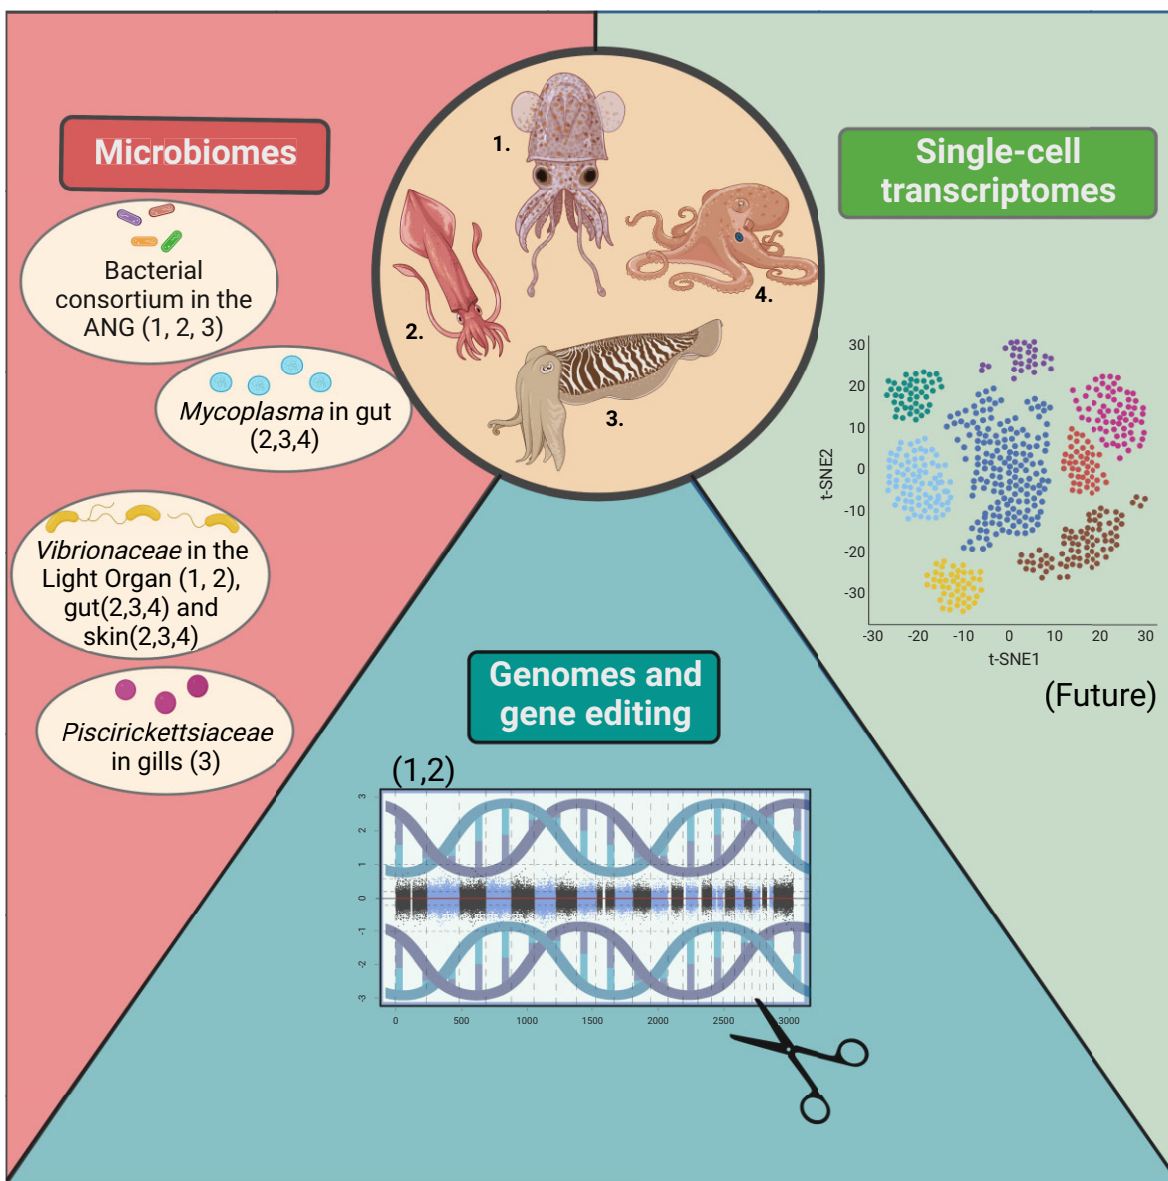 Microbiomes
Bacterial
consortium in the
ANG (1, 2, 3)
Mycoplasma in gut
(2,3,4)
Vibrionaceae in the
Light Organ (1, 2),
gut(2,3,4) and
skin(2,3,4)
Piscirickettsiaceae
in gills (3)
1.
2.
3.
4.
Single-cell
transcriptomes
30
20
10
0
-10
-20
-30
t-SNE2
-30 -20 -10 0 10 20 30
t-SNE1
(Future)
Genomes and
gene editing
(1,2)
3
2
1
0
-1
-2
-3
0 500 1000 1500 2000 2500 3000